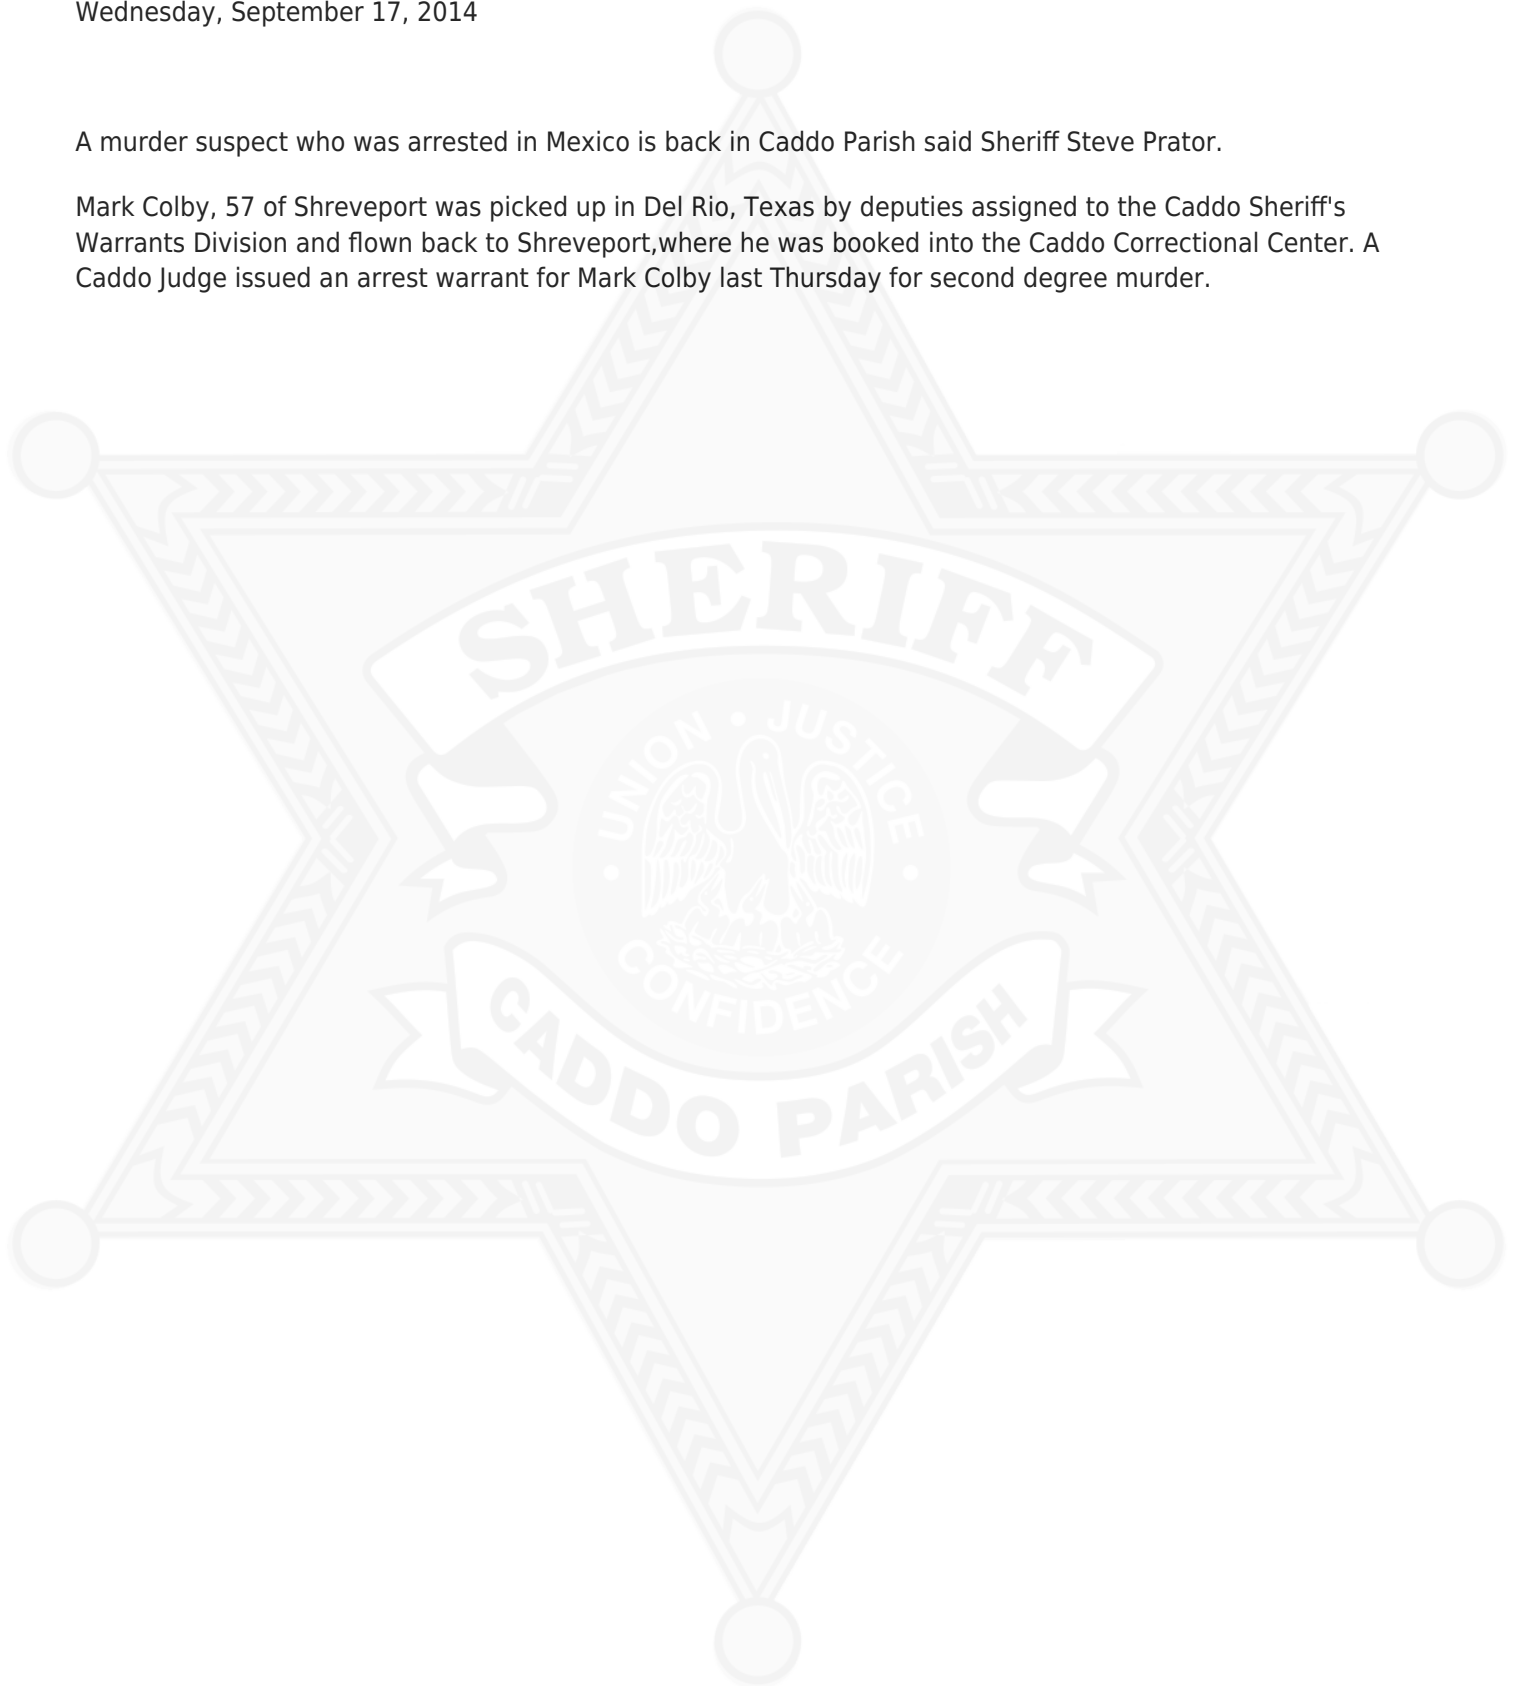 Wednesday, September 17, 2014
A murder suspect who was arrested in Mexico is back in Caddo Parish said Sheriff Steve Prator.
Mark Colby, 57 of Shreveport was picked up in Del Rio, Texas by deputies assigned to the Caddo Sheriff's
Warrants Division and flown back to Shreveport,where he was booked into the Caddo Correctional Center. A
Caddo Judge issued an arrest warrant for Mark Colby last Thursday for second degree murder.
SHERIFF
UNION • JUSTICE
• CONFIDENCE •
CADDO PARISH